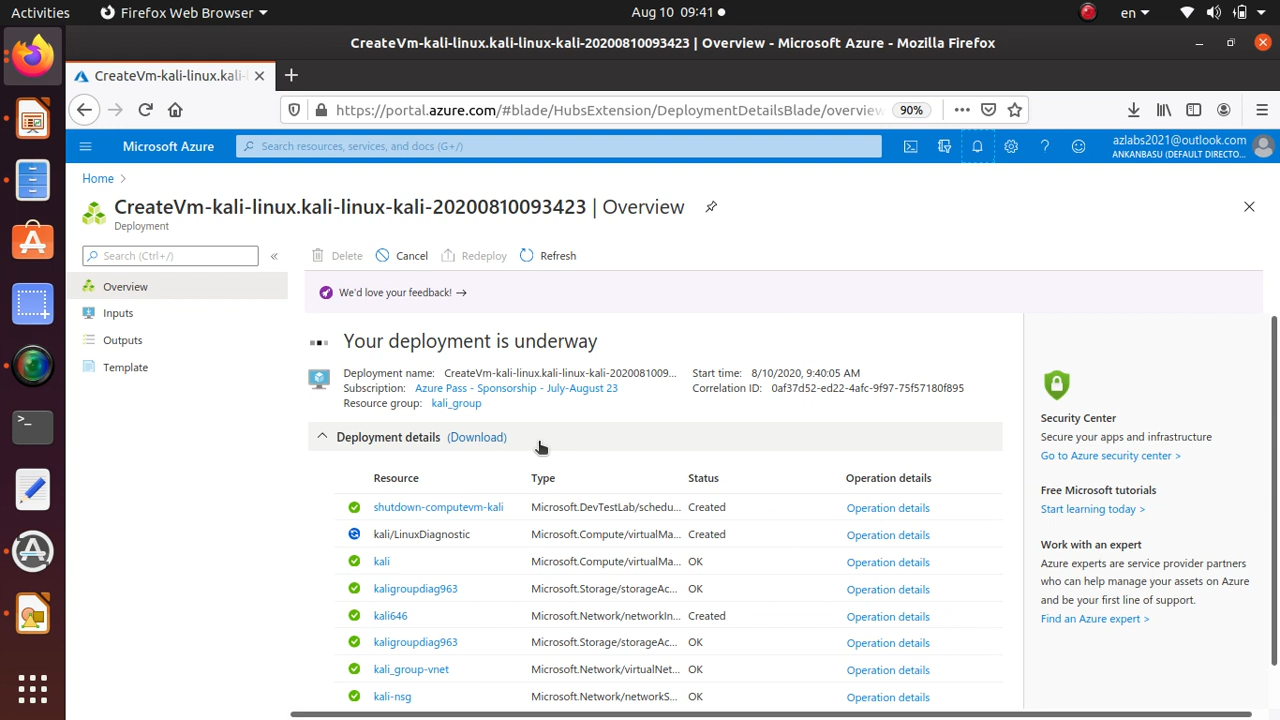 Activities Firefox Web Browser Aug 10 09:41 en
CreateVm-kali-linux.kali-linux-kali-20200810093423 | Overview - Microsoft Azure - Mozilla Firefox
CreateVm-kali-linux.kali-l
https://portal.azure.com/#blade/HubsExtension/DeploymentDetailsBlade/overview 90%
Microsoft Azure Search resources, services, and docs (G+/) azlabs2021@outlook.com
ANKANBASU (DEFAULT DIRECTO...
Home >
CreateVm-kali-linux.kali-linux-kali-20200810093423 | Overview
Deployment
Search (Ctrl+/) « Delete Cancel Redeploy Refresh
Overview
Inputs
Outputs
Template
We'd love your feedback! →
Your deployment is underway
Deployment name: CreateVm-kali-linux.kali-linux-kali-2020081009... Start time: 8/10/2020, 9:40:05 AM
Subscription: Azure Pass - Sponsorship - July-August 23 Correlation ID: 0af37d52-ed22-4afc-9f97-75f57180f895
Resource group: kali_group
Deployment details (Download)
Resource Type Status Operation details
shutdown-computevm-kali Microsoft.DevTestLab/schedu... Created Operation details
kali/LinuxDiagnostic Microsoft.Compute/virtualMa... Created Operation details
kali Microsoft.Compute/virtualMa... OK Operation details
kaligroupdiag963 Microsoft.Storage/storageAc... OK Operation details
kali646 Microsoft.Network/networkIn... Created Operation details
kaligroupdiag963 Microsoft.Storage/storageAc... OK Operation details
kali_group-vnet Microsoft.Network/virtualNet... OK Operation details
kali-nsg Microsoft.Network/networkS... OK Operation details
Security Center
Secure your apps and infrastructure
Go to Azure security center >
Free Microsoft tutorials
Start learning today >
Work with an expert
Azure experts are service provider partners
who can help manage your assets on Azure
and be your first line of support.
Find an Azure expert >